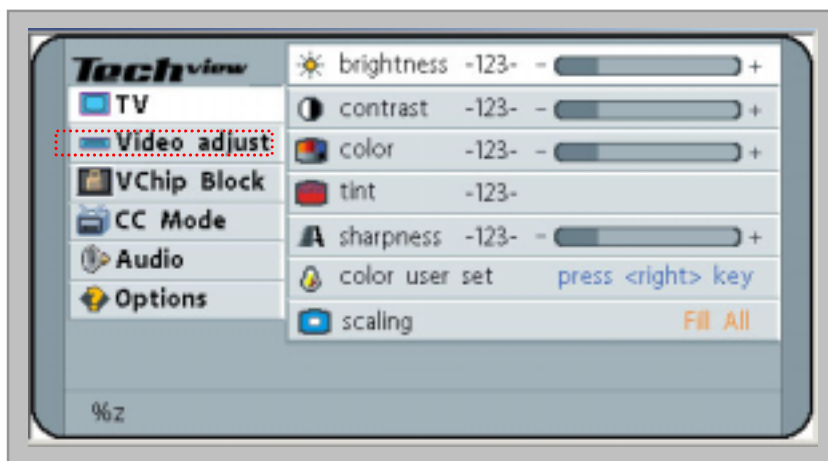 Techview
TV
Video adjust
VChip Block
CC Mode
Audio
Options
brightness -123- - +
contrast -123- - +
color -123- - +
tint -123-
sharpness -123- - +
color user set press <right> key
scaling Fill All
%z